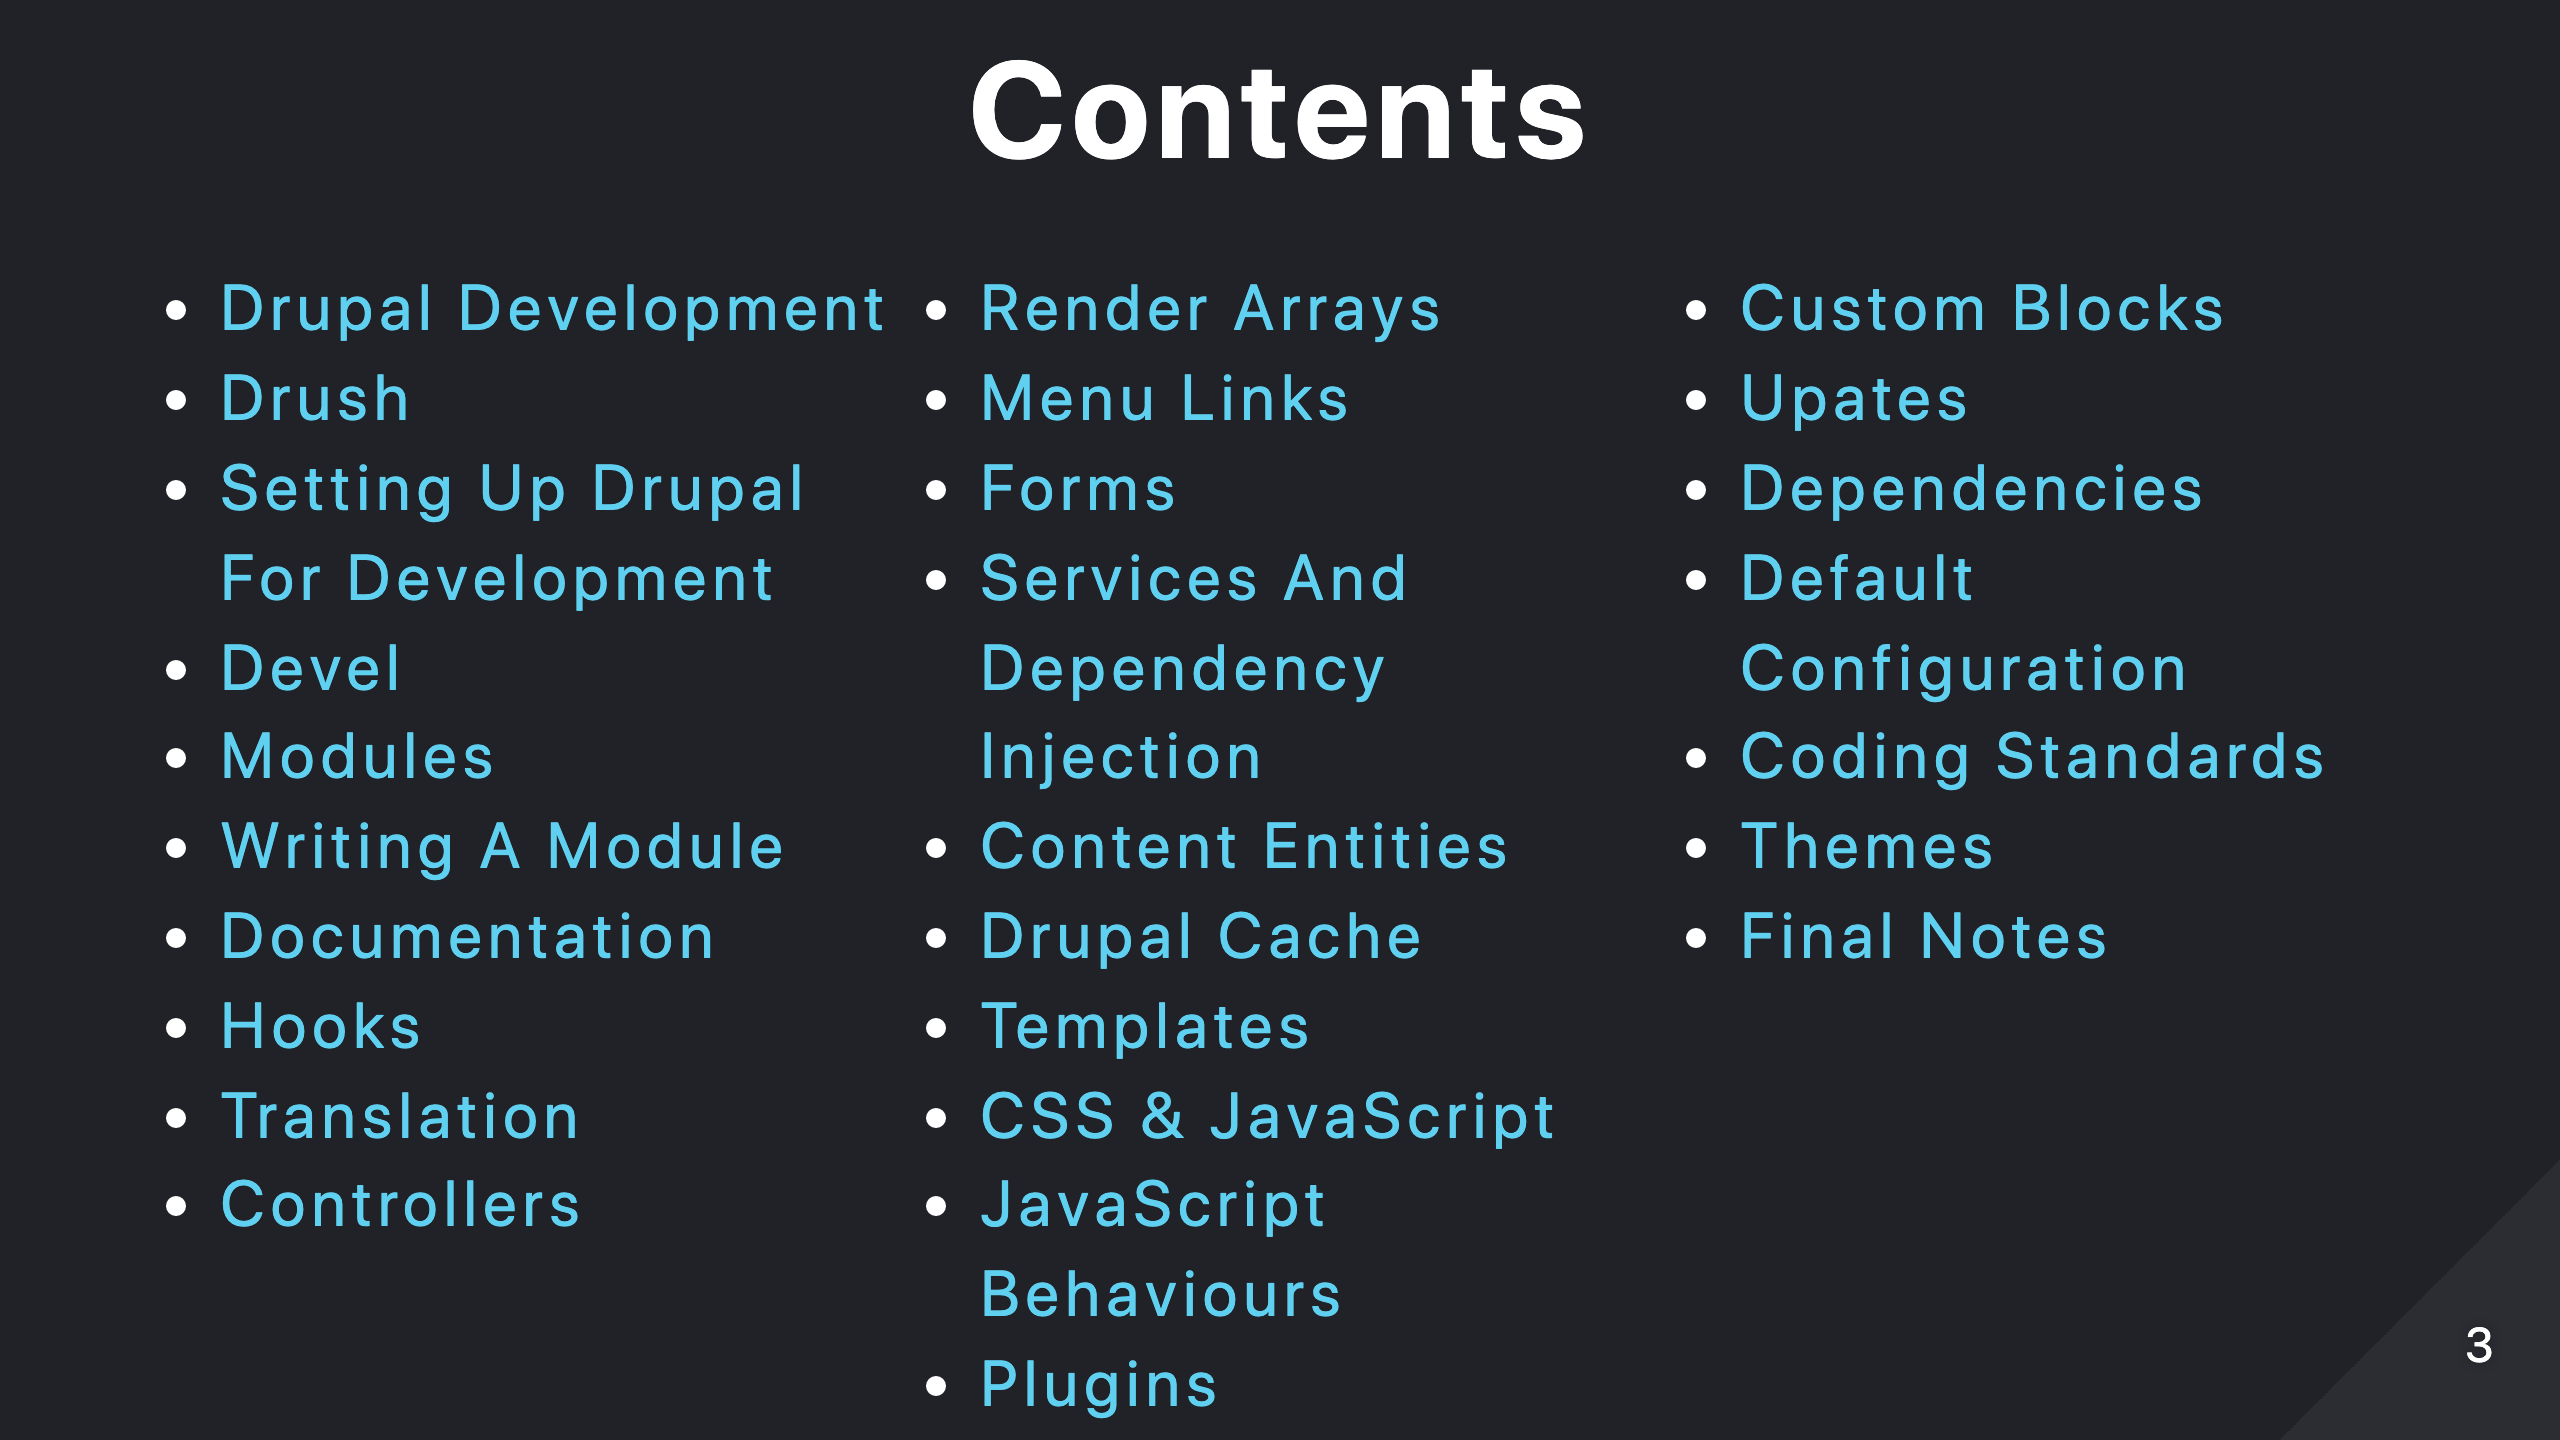 Contents
Drupal Development
Drush
Setting Up Drupal
For Development
Devel
Modules
Writing A Module
Documentation
Hooks
Translation
Controllers
Render Arrays
Menu Links
Forms
Services And
Dependency
Injection
Content Entities
Drupal Cache
Templates
CSS & JavaScript
JavaScript
Behaviours
Plugins
Custom Blocks
Upates
Dependencies
Default
Configuration
Coding Standards
Themes
Final Notes
3